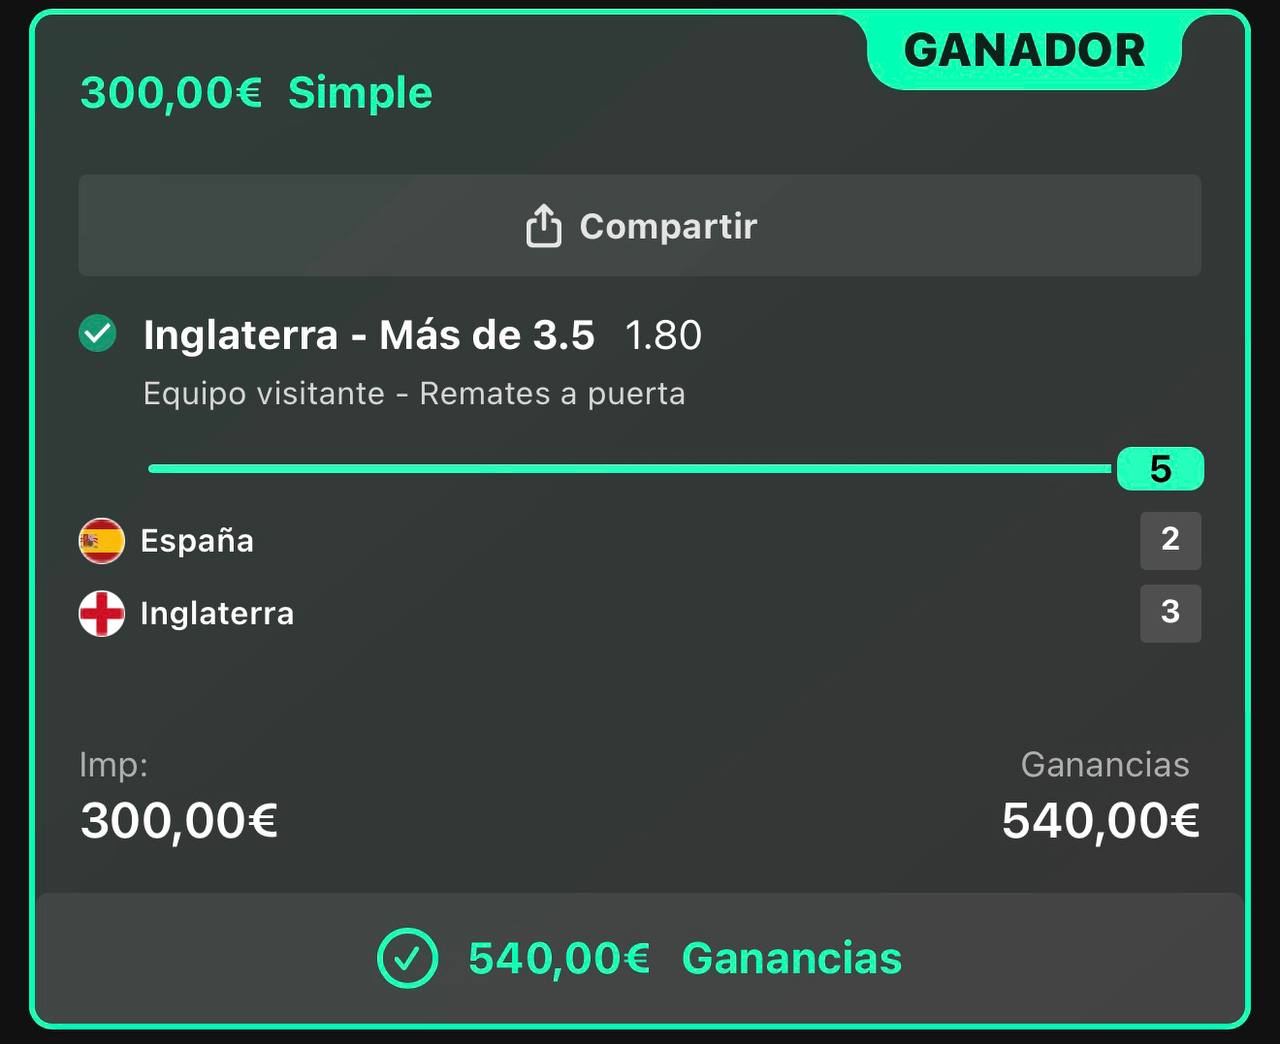 GANADOR
300,00€ Simple
Compartir
Inglaterra - Más de 3.5 1.80
Equipo visitante - Remates a puerta
5
España 2
Inglaterra 3
Imp: Ganancias
300,00€ 540,00€
540,00€ Ganancias